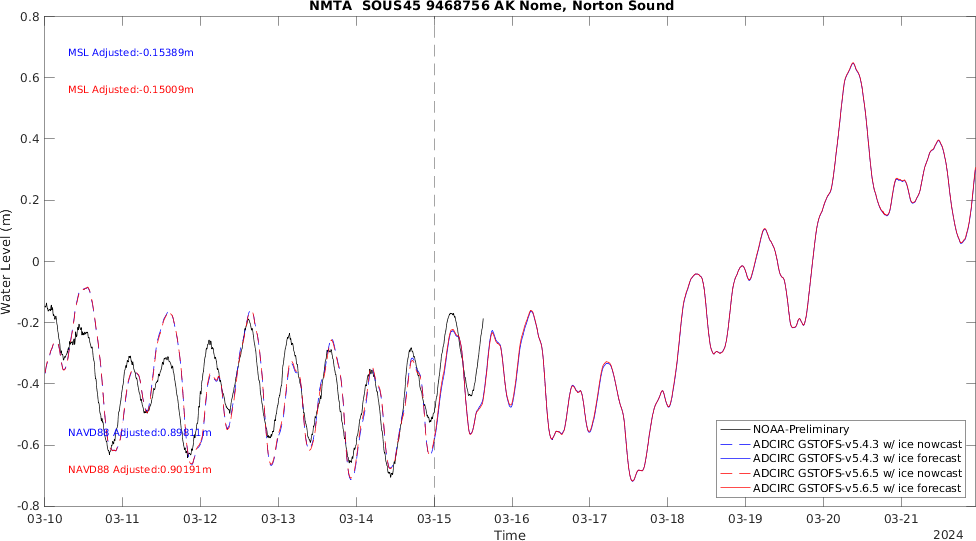 NMTA SOUS45 9468756 AK Nome, Norton Sound
0.8
MSL Adjusted:-0.15389m
0.6
MSL Adjusted:-0.15009m
0.4
0.2
0
Water Level (m)
-0.2
-0.4
NAVD88 Adjusted:0.89811m
-0.6
NAVD88 Adjusted:0.90191m
-0.8
NOAA-Preliminary
ADCIRC GSTOFS-v5.4.3 w/ ice nowcast
ADCIRC GSTOFS-v5.4.3 w/ ice forecast
ADCIRC GSTOFS-v5.6.5 w/ ice nowcast
ADCIRC GSTOFS-v5.6.5 w/ ice forecast
03-10 03-11 03-12 03-13 03-14 03-15 03-16 03-17 03-18 03-19 03-20 03-21
Time
2024